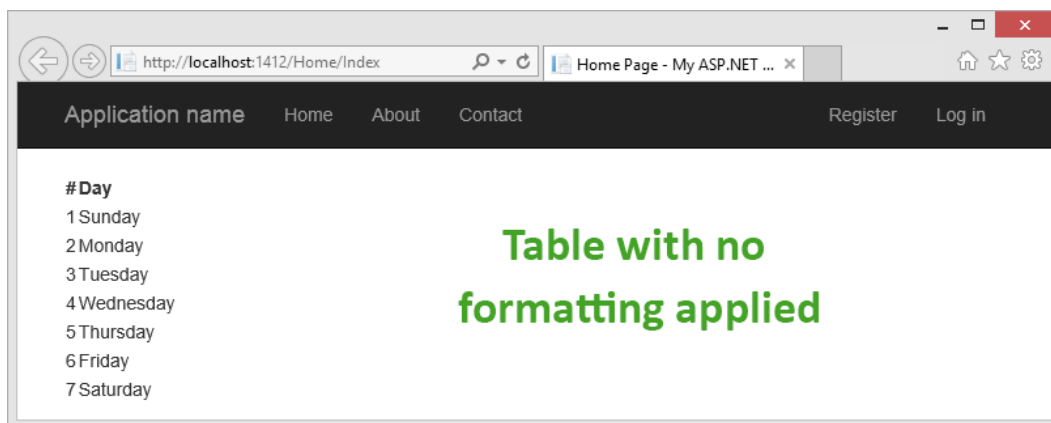 http://localhost:1412/Home/Index
Home Page - My ASP.NET ...
Application name Home About Contact Register Log in
# Day
1 Sunday
2 Monday
3 Tuesday
4 Wednesday
5 Thursday
6 Friday
7 Saturday
Table with no
formatting applied